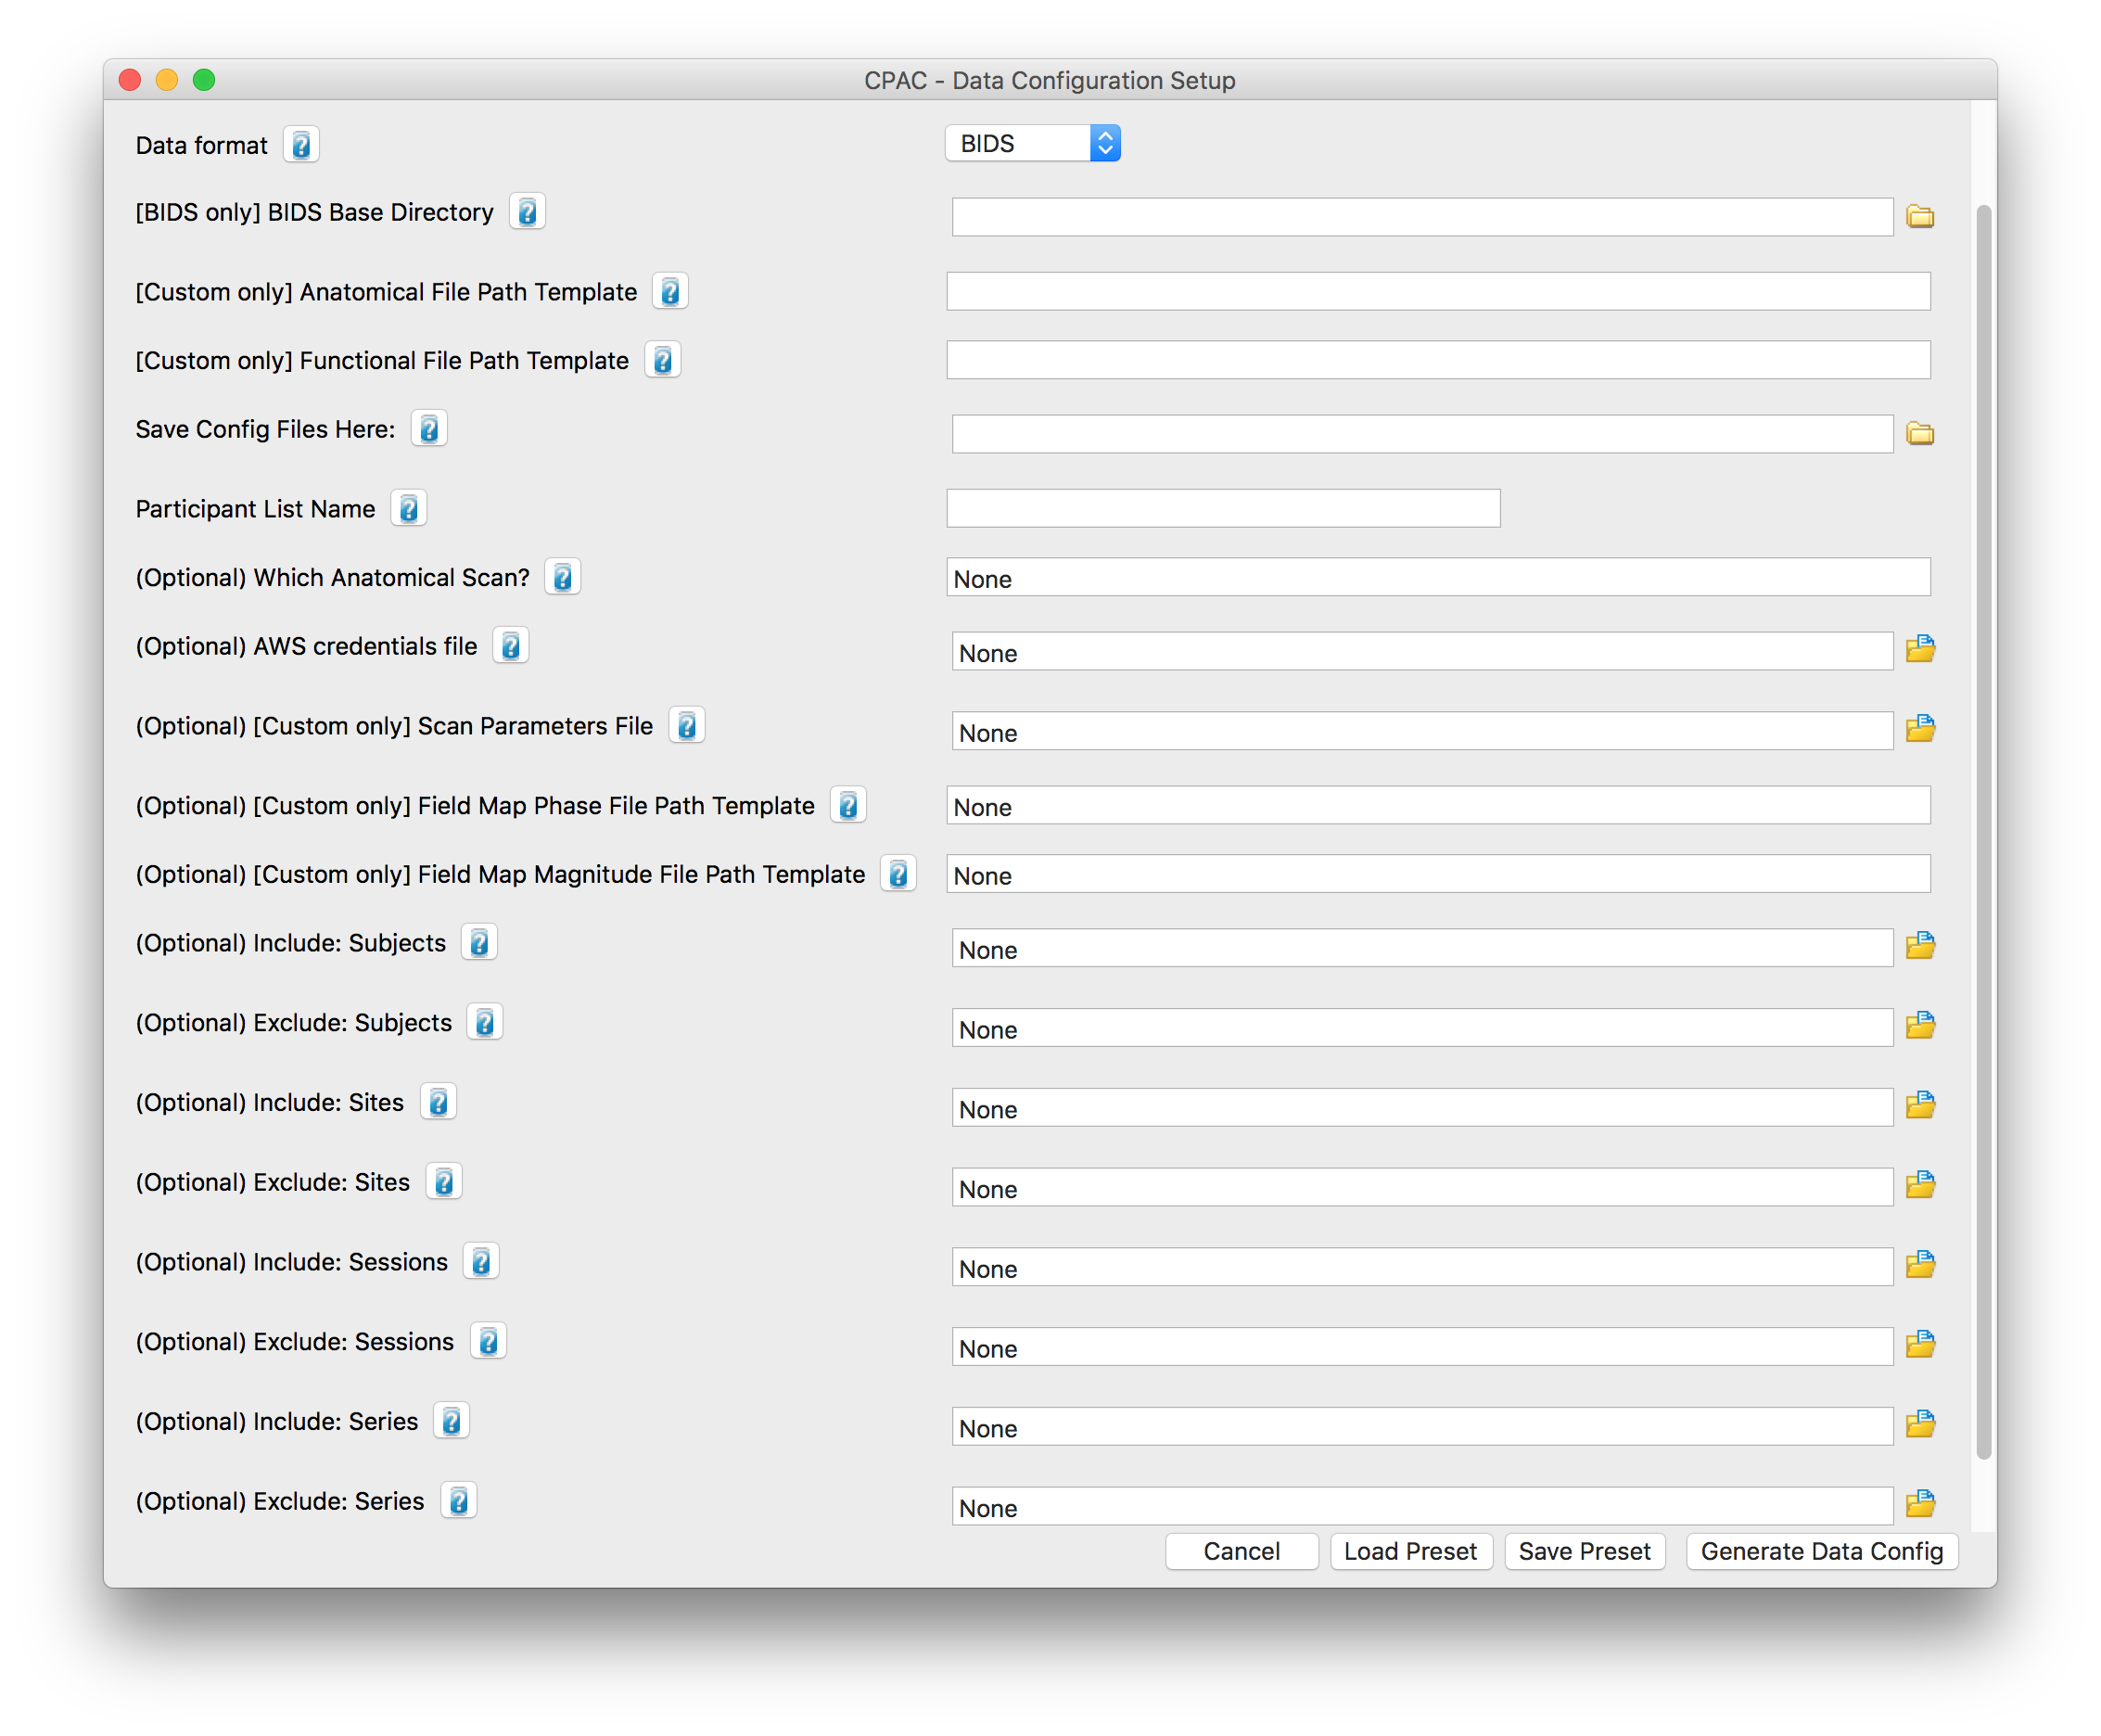 CPAC - Data Configuration Setup
Data format ? BIDS
[BIDS only] BIDS Base Directory ?
[Custom only] Anatomical File Path Template ?
[Custom only] Functional File Path Template ?
Save Config Files Here: ?
Participant List Name ?
(Optional) Which Anatomical Scan? ? None
(Optional) AWS credentials file ? None
(Optional) [Custom only] Scan Parameters File ? None
(Optional) [Custom only] Field Map Phase File Path Template ? None
(Optional) [Custom only] Field Map Magnitude File Path Template ? None
(Optional) Include: Subjects ? None
(Optional) Exclude: Subjects ? None
(Optional) Include: Sites ? None
(Optional) Exclude: Sites ? None
(Optional) Include: Sessions ? None
(Optional) Exclude: Sessions ? None
(Optional) Include: Series ? None
(Optional) Exclude: Series ? None
Cancel Load Preset Save Preset Generate Data Config